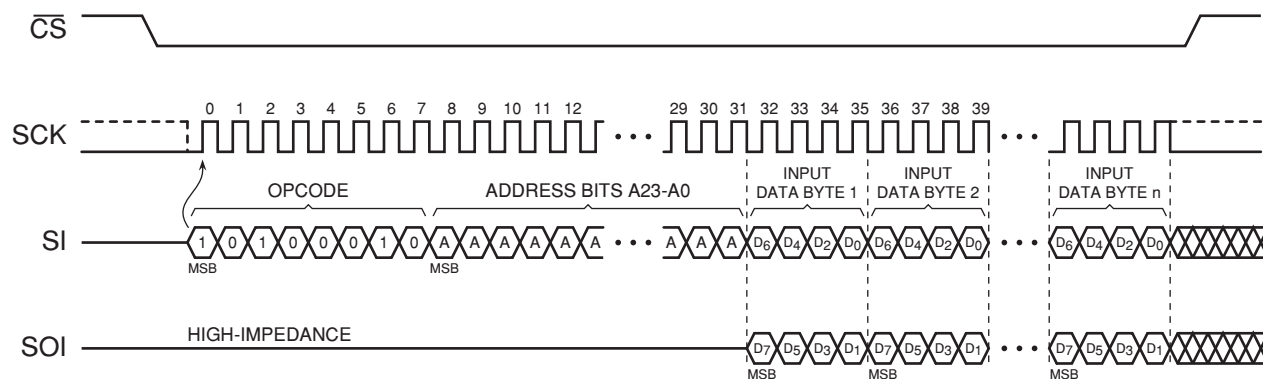 CS
SCK
0 1 2 3 4 5 6 7 8 9 10 11 12 29 30 31 32 33 34 35 36 37 38 39
OPCODE
ADDRESS BITS A23-A0
INPUT
DATA BYTE 1
INPUT
DATA BYTE 2
INPUT
DATA BYTE n
SI
1 0 1 0 0 0 1 0 A A A A A A A A A D6 D4 D2 D0 D6 D4 D2 D0 D6 D4 D2 D0
MSB MSB
HIGH-IMPEDANCE
SOI
D7 D5 D3 D1 D7 D5 D3 D1 D7 D5 D3 D1
MSB MSB MSB